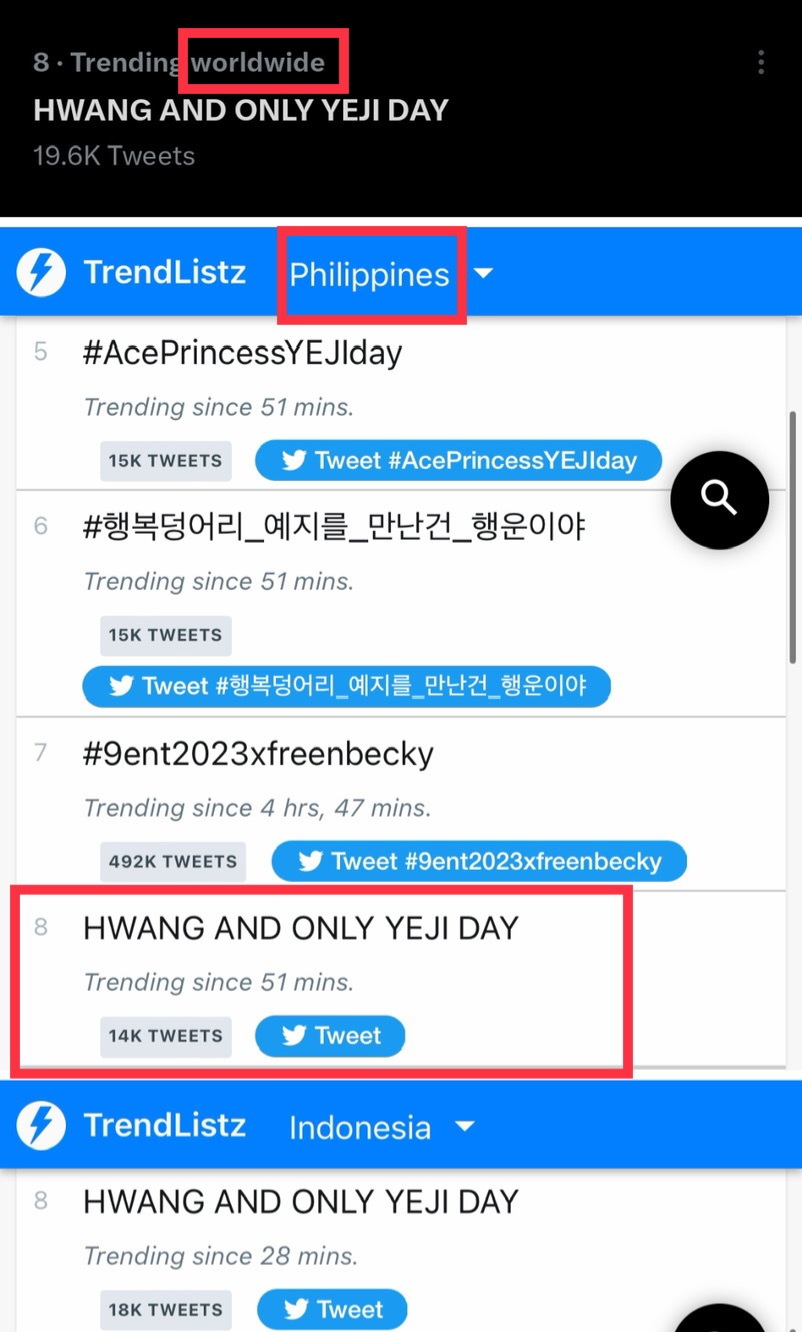 8 · Trending worldwide
HWANG AND ONLY YEJI DAY
19.6K Tweets
TrendListz Philippines
5 #AcePrincessYEJIday
Trending since 51 mins.
15K TWEETS Tweet #AcePrincessYEJIday
6 #행복덩어리_예지를_만난건_행운이야
Trending since 51 mins.
15K TWEETS
Tweet #행복덩어리_예지를_만난건_행운이야
7 #9ent2023xfreenbecky
Trending since 4 hrs, 47 mins.
492K TWEETS Tweet #9ent2023xfreenbecky
8 HWANG AND ONLY YEJI DAY
Trending since 51 mins.
14K TWEETS Tweet
TrendListz Indonesia
8 HWANG AND ONLY YEJI DAY
Trending since 28 mins.
18K TWEETS Tweet